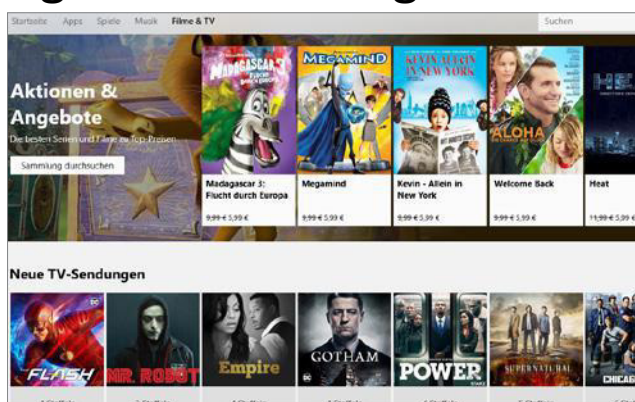 Startseite Apps Spiele Musik Filme & TV
Suchen
Aktionen &
Angebote
Die besten Serien und Filme zu Top-Preisen
Sammlung durchsuchen
MADAGASCAR 3
MEGAMIND
KEVIN ALLEIN
IN NEW YORK
ALOHA
HEAT
Madagascar 3:
Flucht durch Europa
9,99 € 5,99 €
Megamind
9,99 € 5,99 €
Kevin - Allein in
New York
9,99 € 5,99 €
Welcome Back
9,99 € 5,99 €
Heat
11,99 € 5,99 €
Neue TV-Sendungen
THE FLASH
MR. ROBOT
Empire
GOTHAM
POWER
SUPERNATURAL
CHICAG